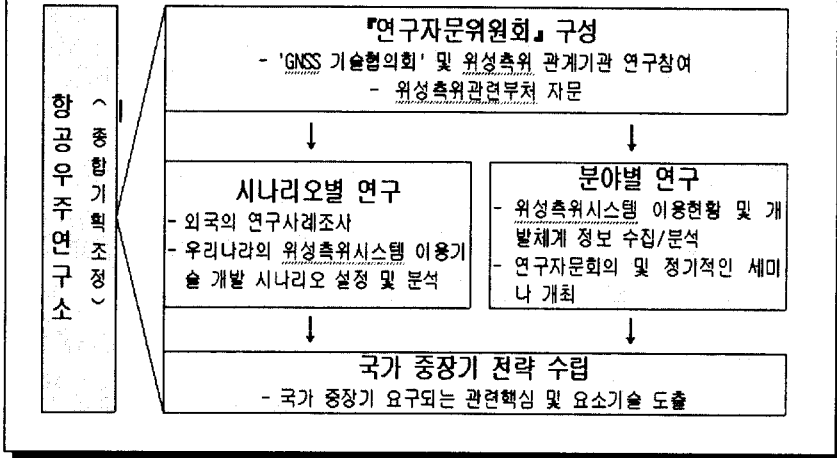 항공우주연구소
(종합기획조정)
『연구자문위원회』 구성
- 'GNSS 기술협의회' 및 위성측위 관계기관 연구참여
- 위성측위관련부처 자문
시나리오별 연구
- 외국의 연구사례조사
- 우리나라의 위성측위시스템 이용기
술 개발 시나리오 설정 및 분석
분야별 연구
- 위성측위시스템 이용현황 및 개
발체계 정보 수집/분석
- 연구자문회의 및 정기적인 세미
나 개최
국가 중장기 전략 수립
- 국가 중장기 요구되는 관련핵심 및 요소기술 도출